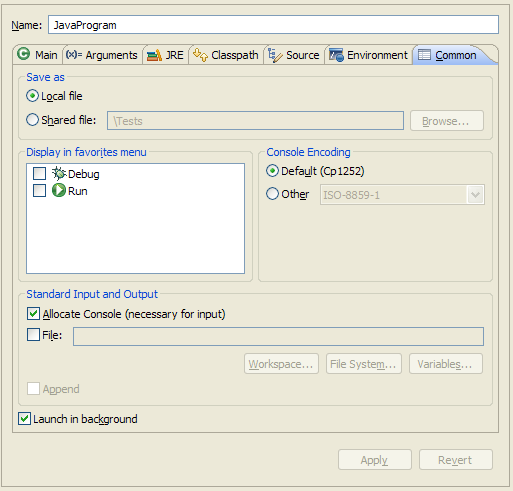 Name: JavaProgram
Main (x)= Arguments JRE Classpath Source Environment Common
Save as
Local file
Shared file: \Tests Browse...
Display in favorites menu
Debug
Run
Console Encoding
Default (Cp1252)
Other ISO-8859-1
Standard Input and Output
Allocate Console (necessary for input)
File:
Workspace... File System... Variables...
Append
Launch in background
Apply Revert